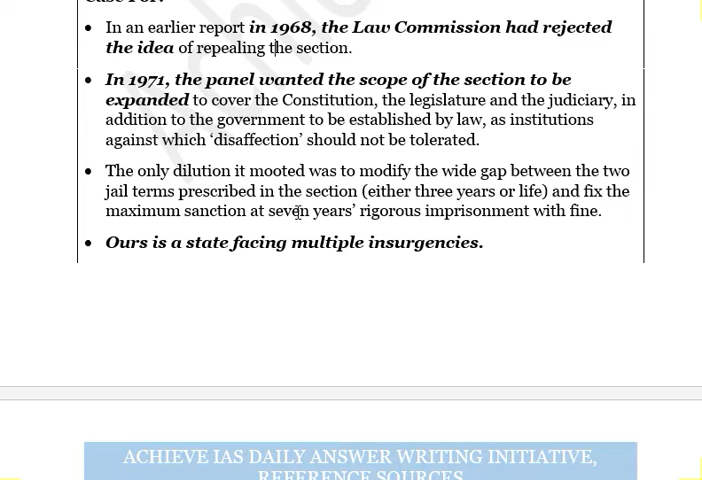 Case For:
• In an earlier report in 1968, the Law Commission had rejected
the idea of repealing the section.
• In 1971, the panel wanted the scope of the section to be
expanded to cover the Constitution, the legislature and the judiciary, in
addition to the government to be established by law, as institutions
against which ‘disaffection’ should not be tolerated.
• The only dilution it mooted was to modify the wide gap between the two
jail terms prescribed in the section (either three years or life) and fix the
maximum sanction at seven years’ rigorous imprisonment with fine.
• Ours is a state facing multiple insurgencies.
ACHIEVE IAS DAILY ANSWER WRITING INITIATIVE,
REFERENCE SOURCES